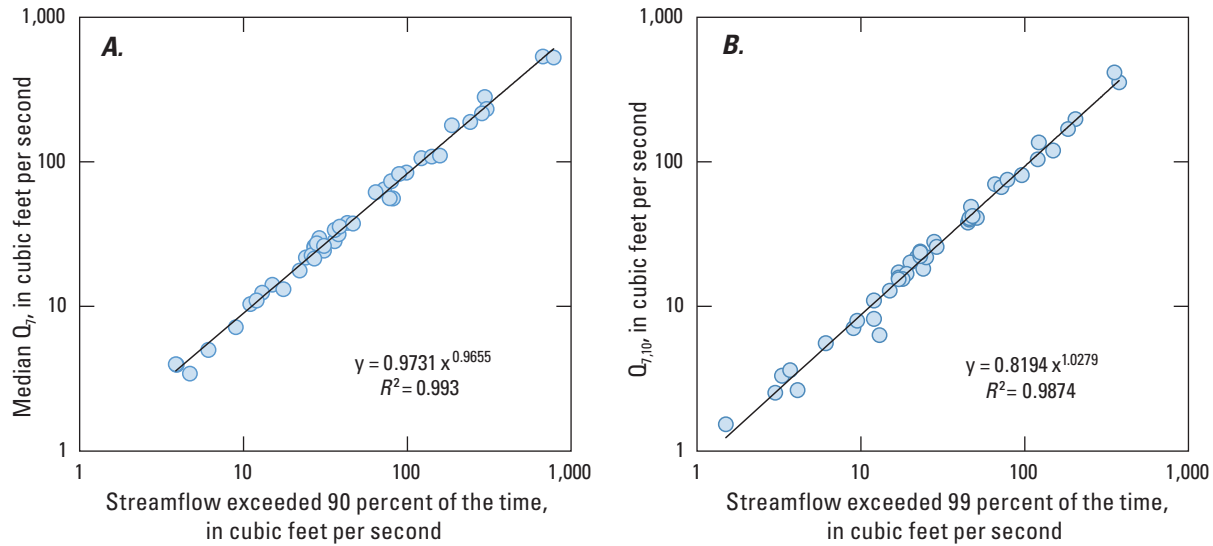 A.
1,000
100
10
1
Median Q7, in cubic feet per second
y = 0.9731 x^0.9655
R² = 0.993
1 10 100 1,000
Streamflow exceeded 90 percent of the time,
in cubic feet per second
B.
1,000
100
10
1
Q7,10, in cubic feet per second
y = 0.8194 x^1.0279
R² = 0.9874
1 10 100 1,000
Streamflow exceeded 99 percent of the time,
in cubic feet per second